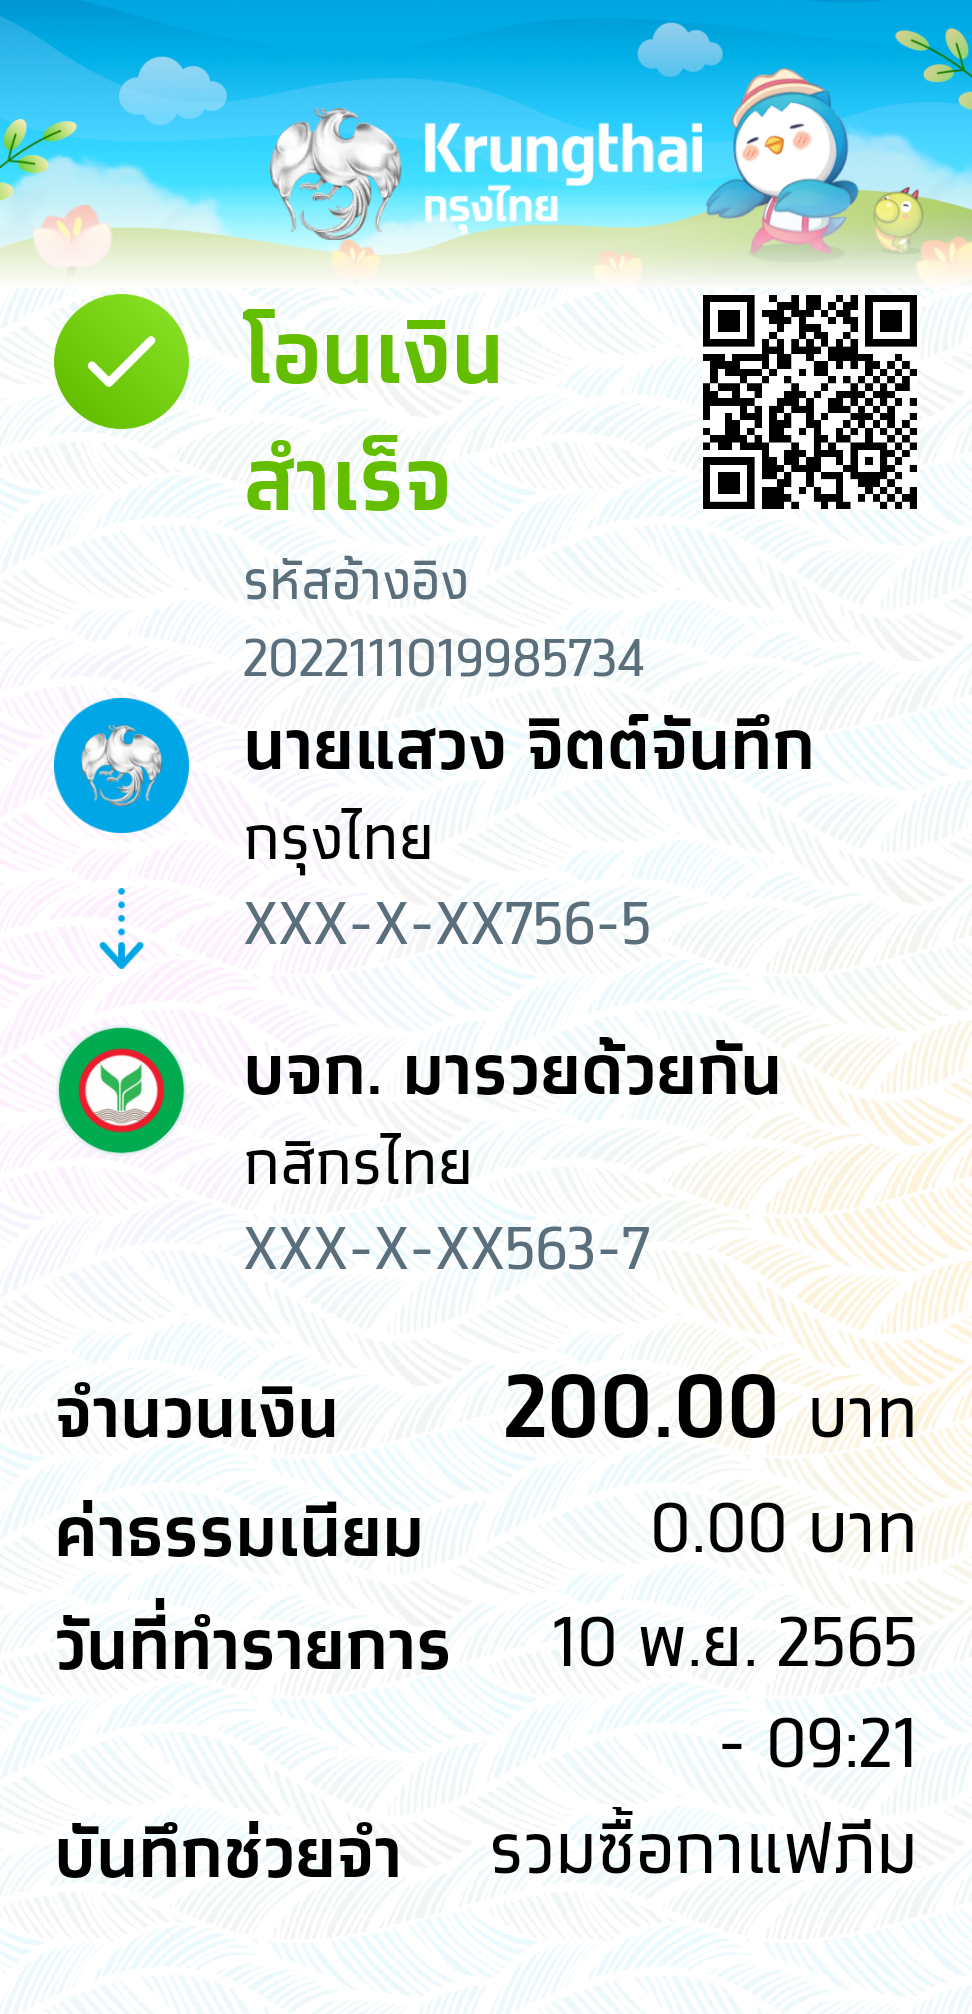 Krungthai
กรุงไทย
โอนเงิน
สำเร็จ
รหัสอ้างอิง
2022111019985734
นายแสวง จิตต์จันทึก
กรุงไทย
XXX-X-XX756-5
บจก. มารวยด้วยกัน
กสิกรไทย
XXX-X-XX563-7
จำนวนเงิน 200.00 บาท
ค่าธรรมเนียม 0.00 บาท
วันที่ทำรายการ 10 พ.ย. 2565
- 09:21
บันทึกช่วยจำ รวมซื้อกาแฟภีม